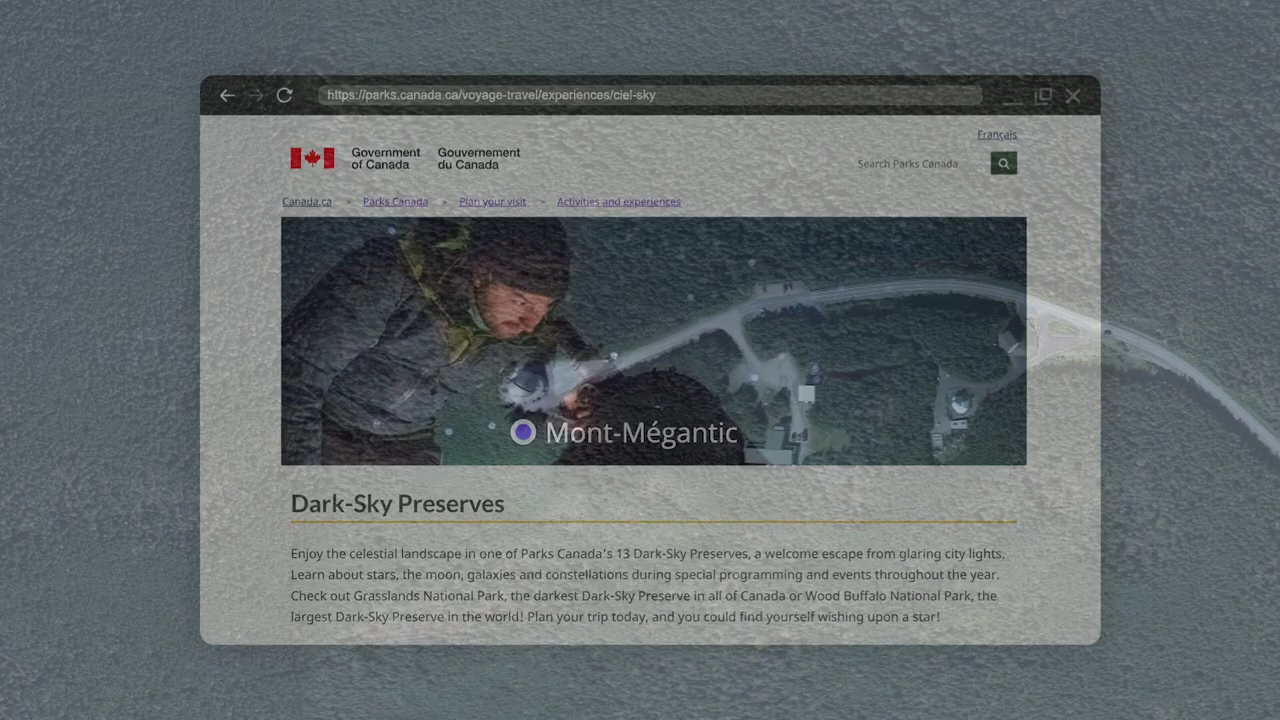 https://parks.canada.ca/voyage-travel/experiences/ciel-sky
Français
Government of Canada
Gouvernement du Canada
Search Parks Canada
Canada.ca > Parks Canada > Plan your visit > Activities and experiences
Mont-Mégantic
Dark-Sky Preserves
Enjoy the celestial landscape in one of Parks Canada's 13 Dark-Sky Preserves, a welcome escape from glaring city lights.
Learn about stars, the moon, galaxies and constellations during special programming and events throughout the year.
Check out Grasslands National Park, the darkest Dark-Sky Preserve in all of Canada or Wood Buffalo National Park, the
largest Dark-Sky Preserve in the world! Plan your trip today, and you could find yourself wishing upon a star!